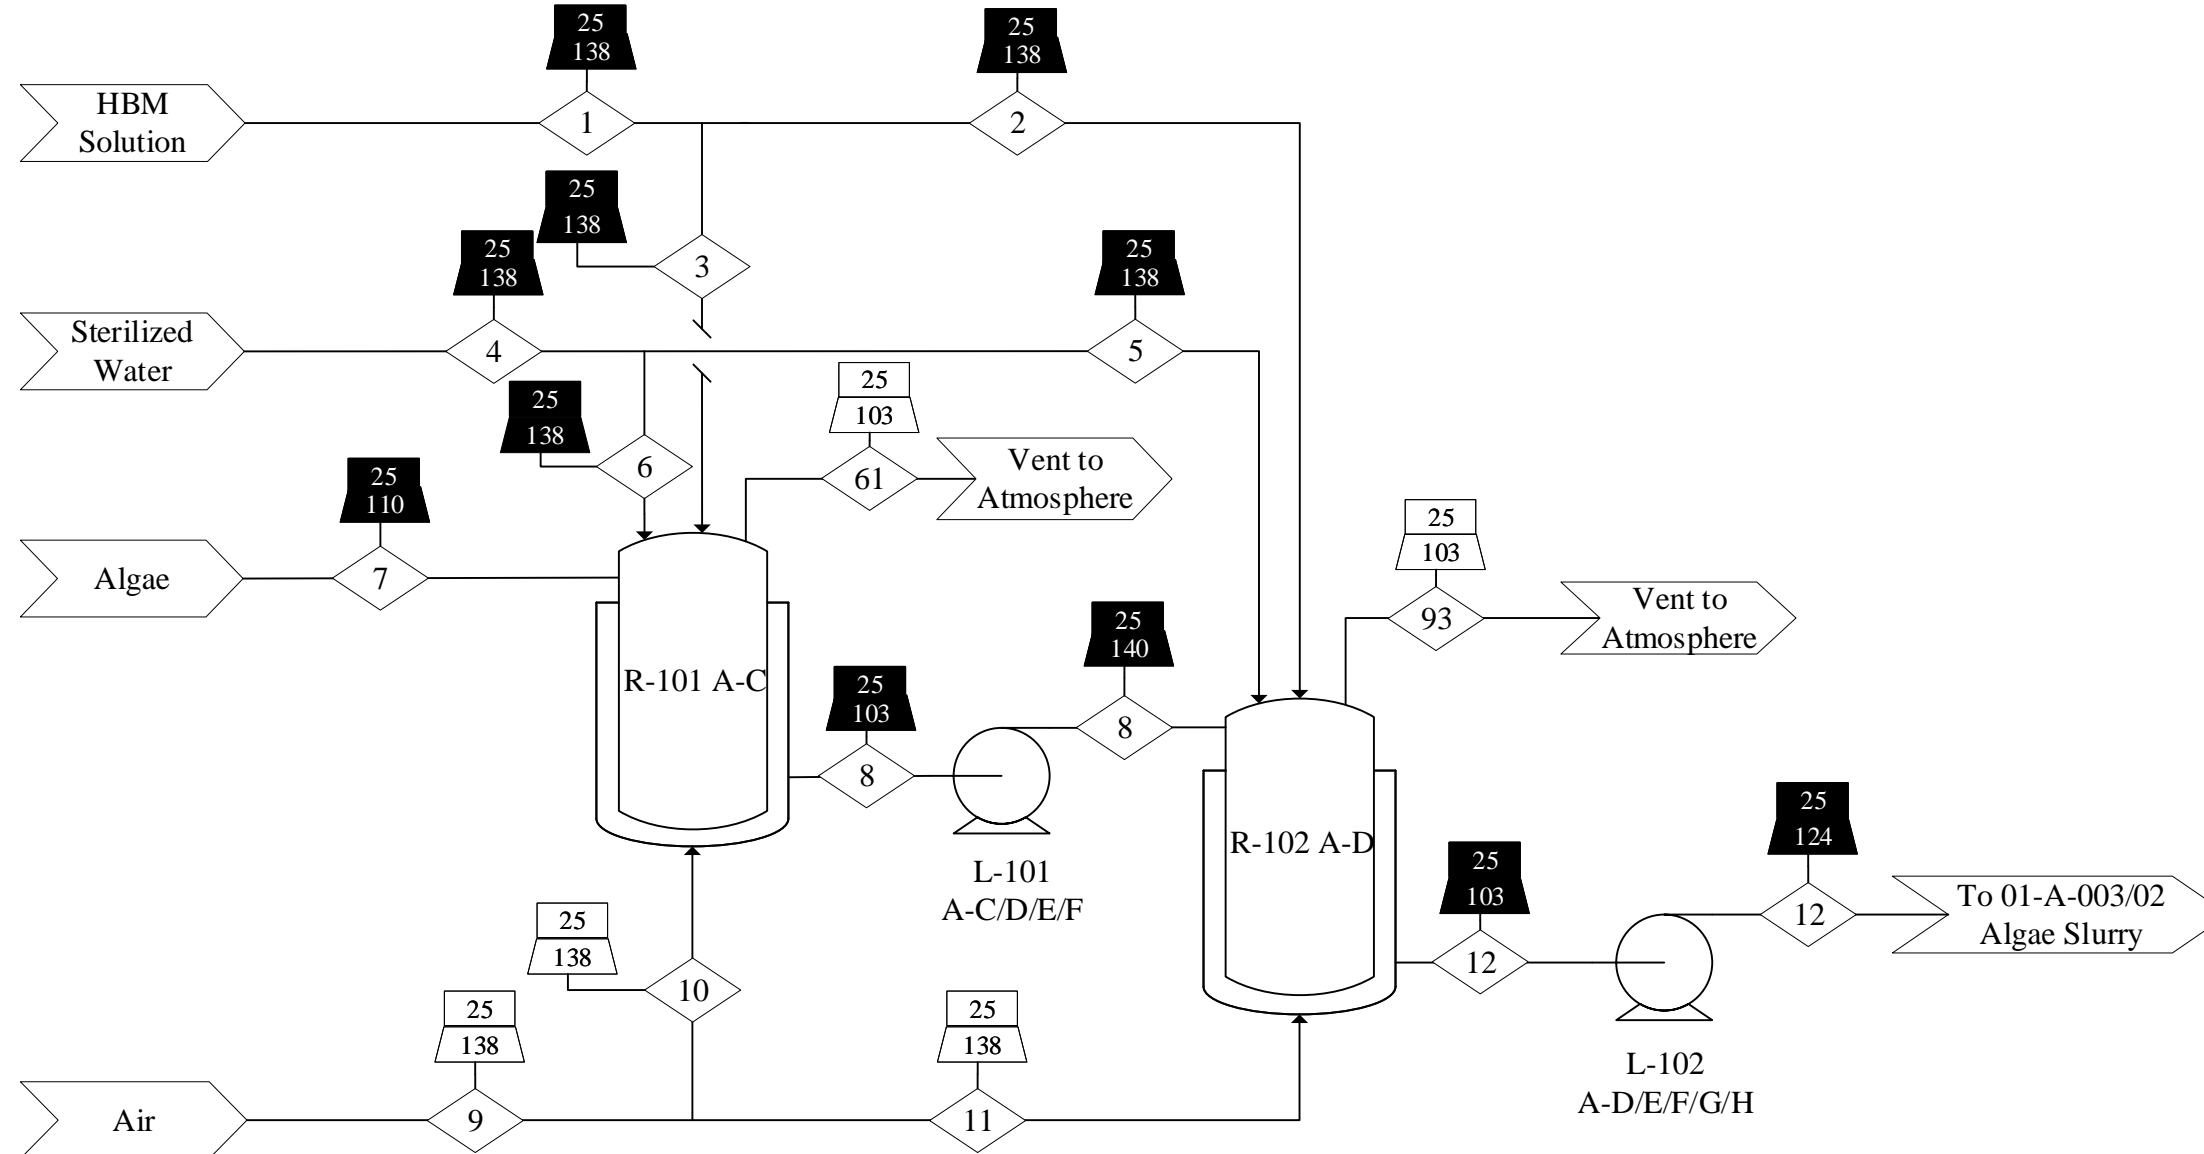 25
138
25
138
HBM
Solution
1
2
25
138
3
25
138
25
138
Sterilized
Water
4
5
25
103
25
138
6
61
Vent to
Atmosphere
25
110
Algae
7
25
103
93
Vent to
Atmosphere
R-101 A-C
25
103
8
25
140
8
L-101
A-C/D/E/F
R-102 A-D
25
103
12
25
124
12
To 01-A-003/02
Algae Slurry
L-102
A-D/E/F/G/H
25
138
10
25
138
25
138
Air
9
11